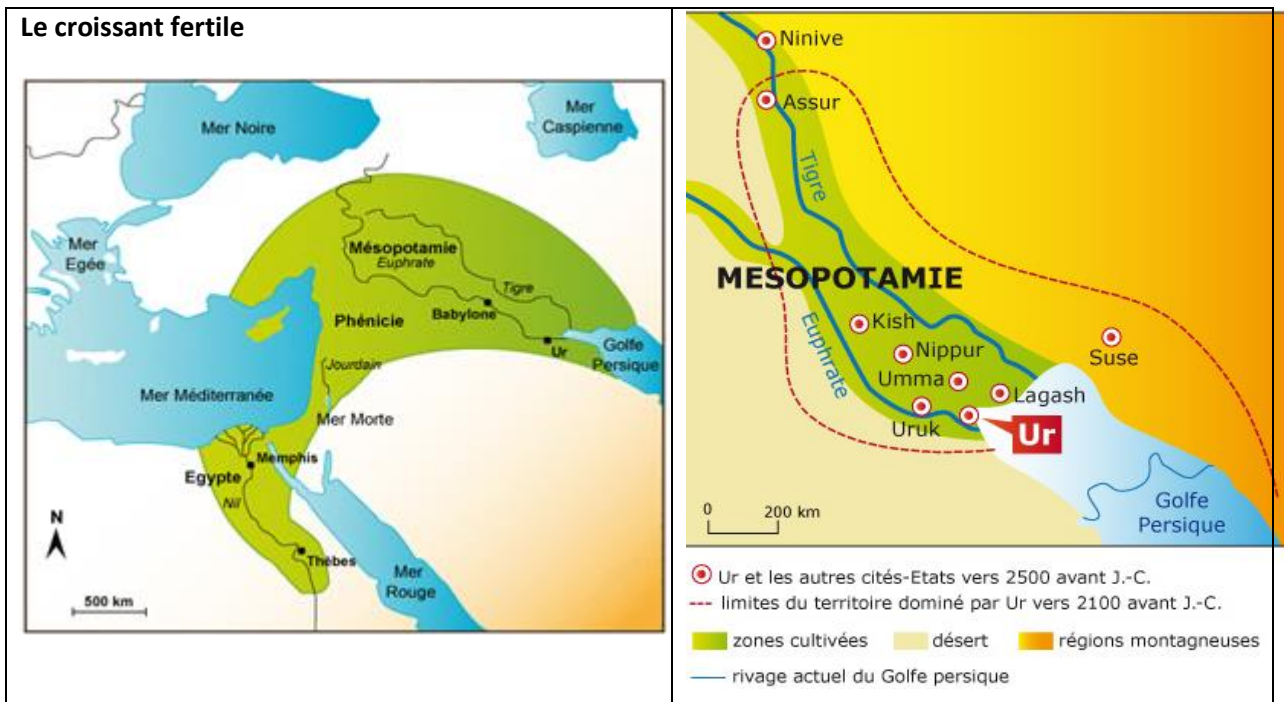 Le croissant fertile
Mer Noire
Mer
Caspienne
Mer
Egée
Mésopotamie
Euphrate
Tigre
Babylone
Phénicie
Ur
Golfe
Persique
Jourdain
Mer Méditerranée
Mer Morte
Memphis
Egypte
Nil
N
Thèbes
Mer
Rouge
500 km
Ninive
Assur
Tigre
MESOPOTAMIE
Euphrate
Kish
Nippur
Suse
Umma
Lagash
Uruk
Ur
0 200 km
Golfe
Persique
Ur et les autres cités-Etats vers 2500 avant J.-C.
limites du territoire dominé par Ur vers 2100 avant J.-C.
zones cultivées désert régions montagneuses
rivage actuel du Golfe persique